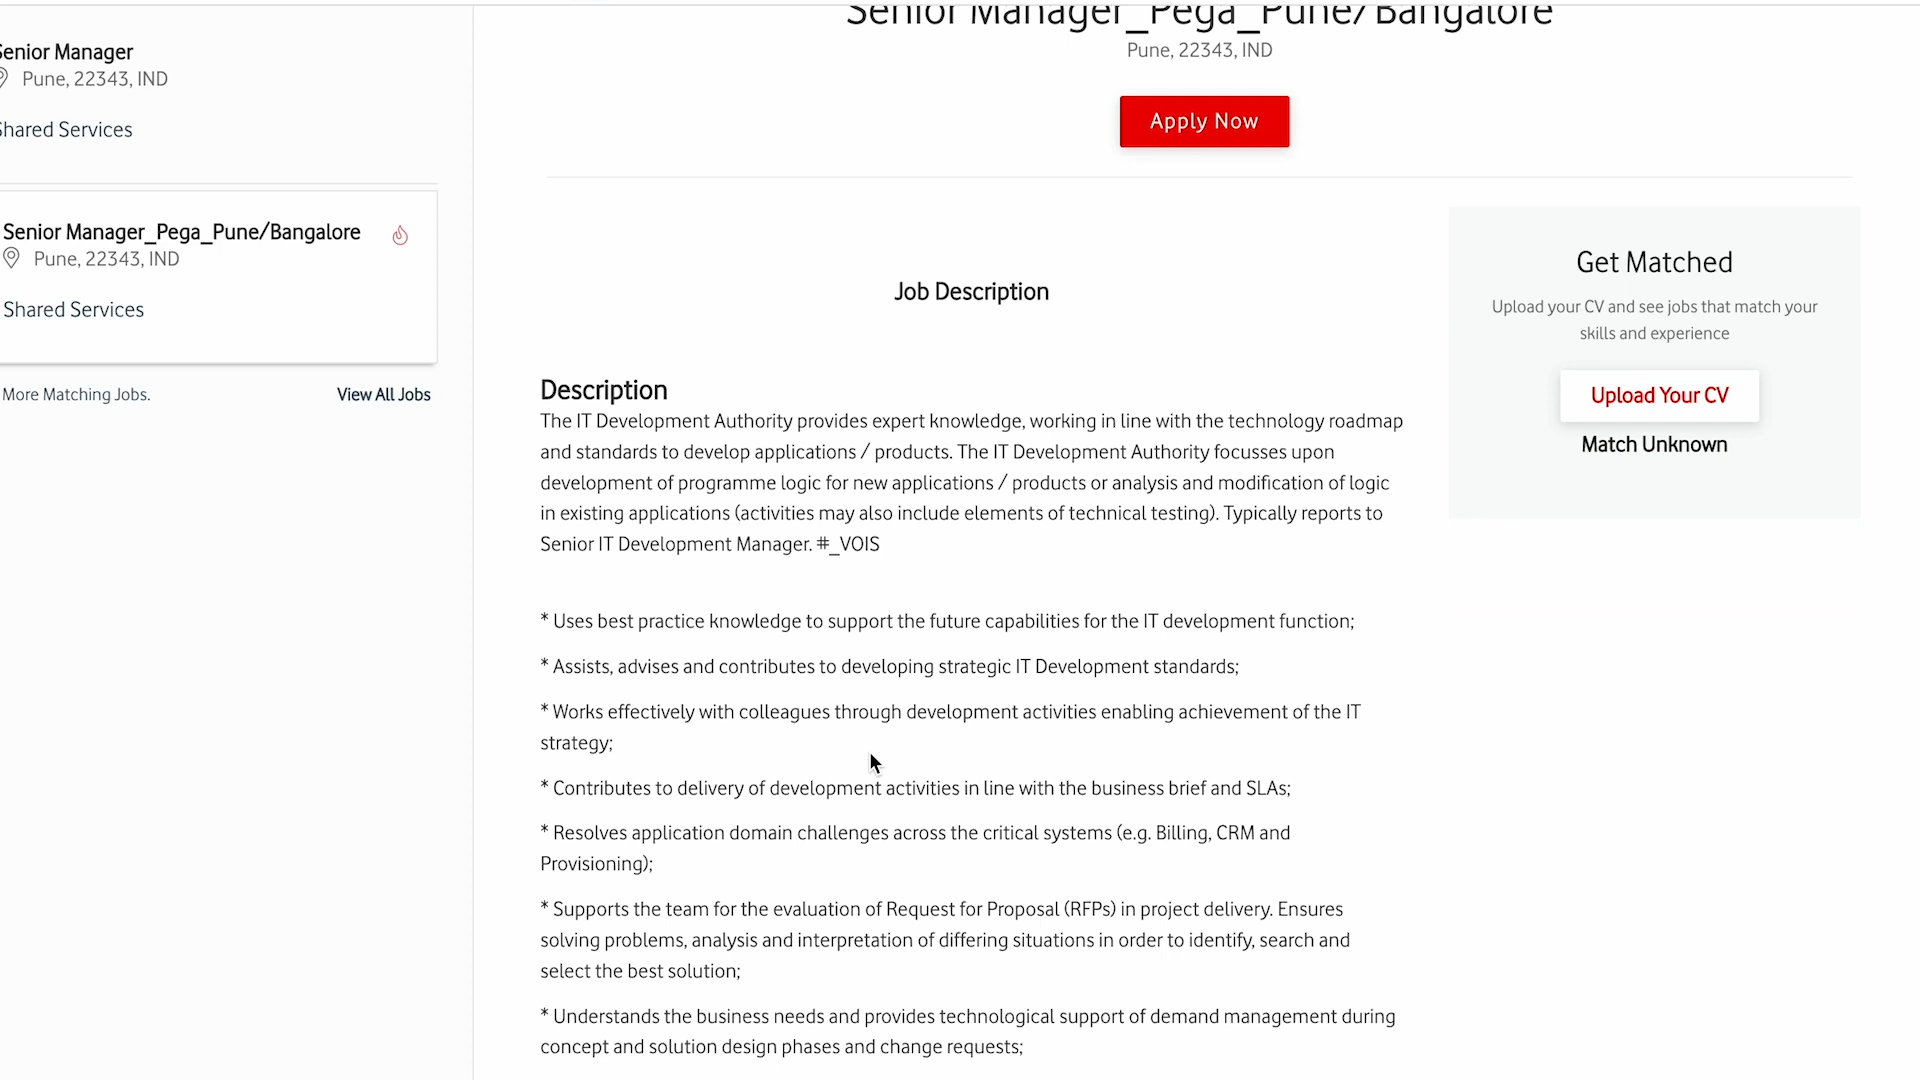 Senior Manager
Pune, 22343, IND
Shared Services
Senior Manager_Pega_Pune/Bangalore
Pune, 22343, IND
Shared Services
More Matching Jobs.
View All Jobs
Senior Manager_Pega_Pune/Bangalore
Pune, 22343, IND
Apply Now
Job Description
Description
The IT Development Authority provides expert knowledge, working in line with the technology roadmap
and standards to develop applications / products. The IT Development Authority focusses upon
development of programme logic for new applications / products or analysis and modification of logic
in existing applications (activities may also include elements of technical testing). Typically reports to
Senior IT Development Manager. #_VOIS
* Uses best practice knowledge to support the future capabilities for the IT development function;
* Assists, advises and contributes to developing strategic IT Development standards;
* Works effectively with colleagues through development activities enabling achievement of the IT
strategy;
* Contributes to delivery of development activities in line with the business brief and SLAs;
* Resolves application domain challenges across the critical systems (e.g. Billing, CRM and
Provisioning);
* Supports the team for the evaluation of Request for Proposal (RFPs) in project delivery. Ensures
solving problems, analysis and interpretation of differing situations in order to identify, search and
select the best solution;
* Understands the business needs and provides technological support of demand management during
concept and solution design phases and change requests;
Get Matched
Upload your CV and see jobs that match your
skills and experience
Upload Your CV
Match Unknown